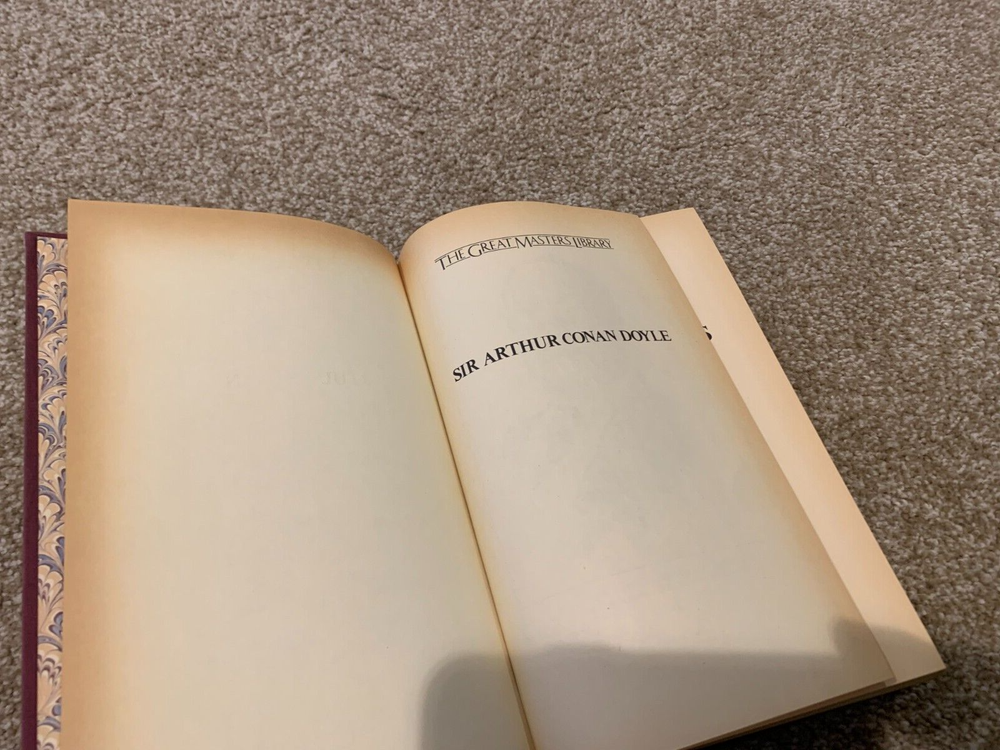 THE GREAT MASTERS LIBRARY
SIR ARTHUR CONAN DOYLE
S